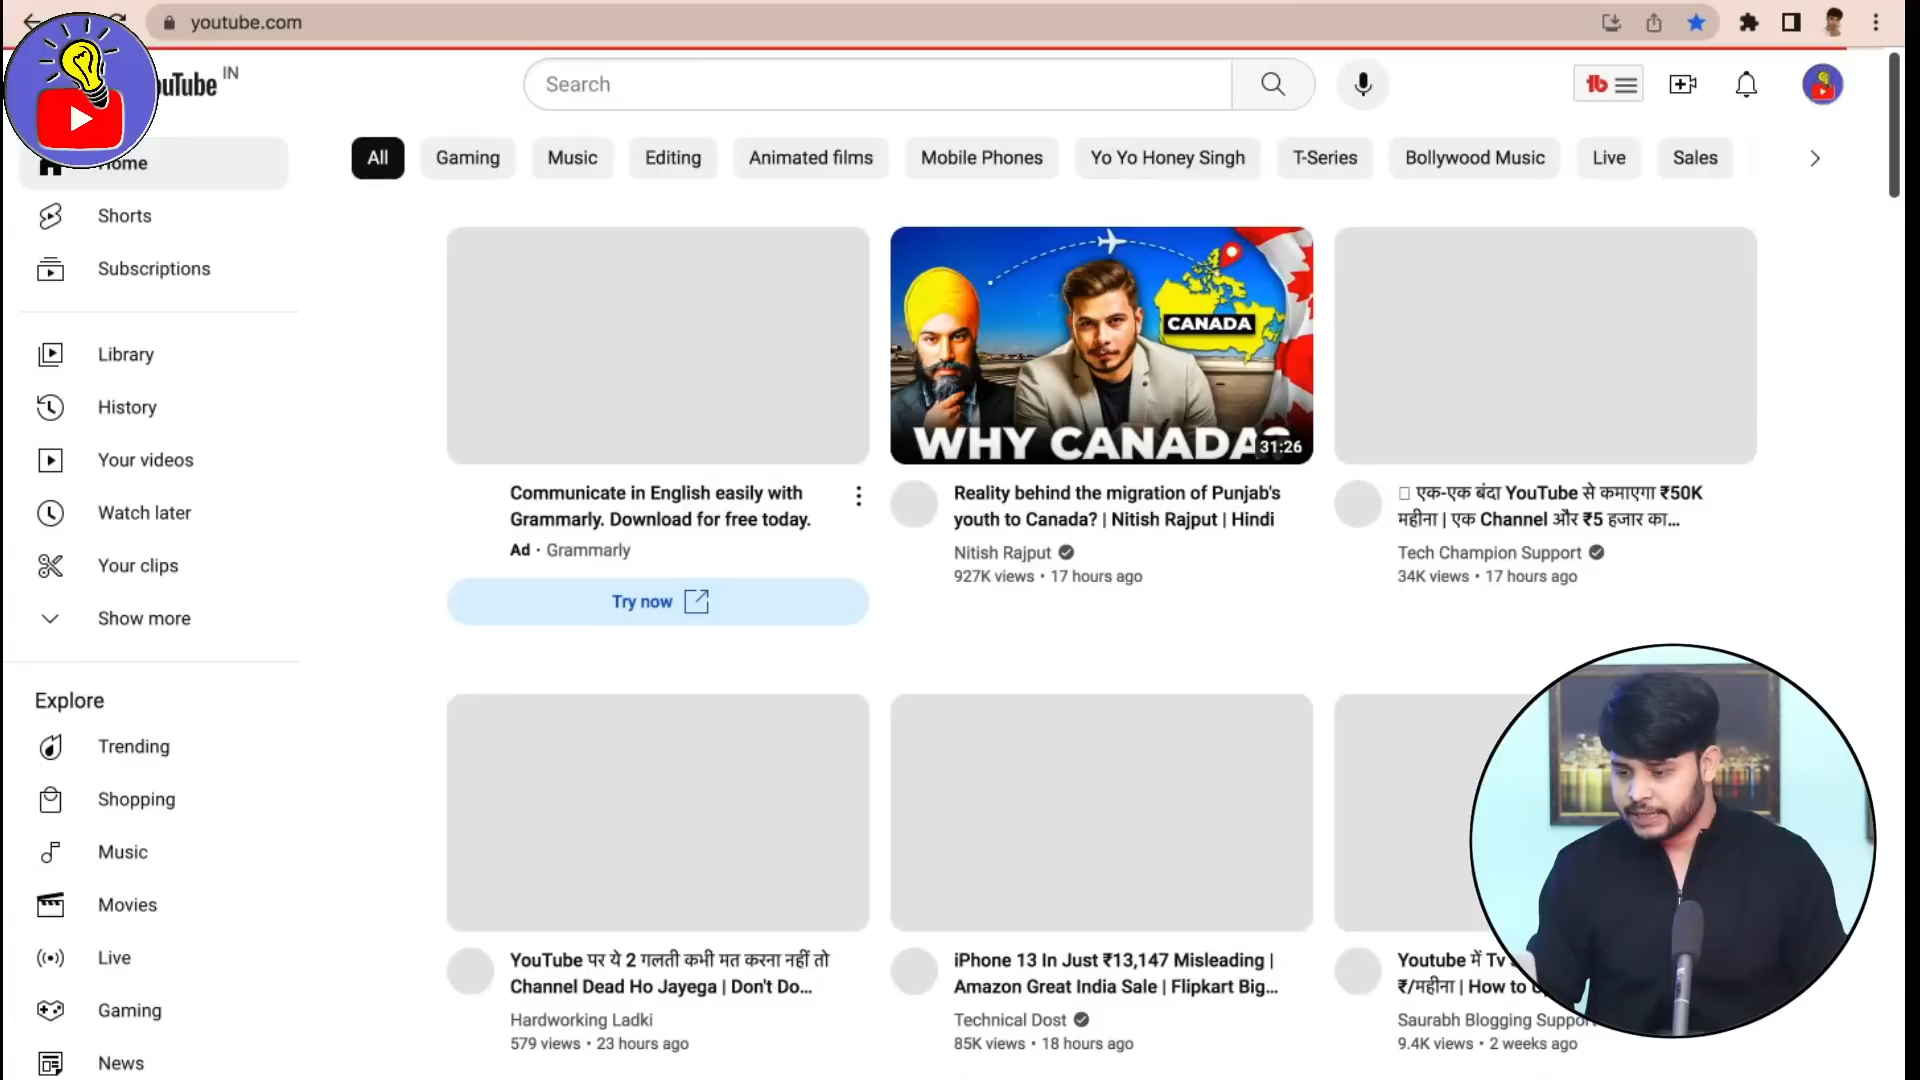 youtube.com
ouTube IN
Search
Home
Shorts
Subscriptions
Library
History
Your videos
Watch later
Your clips
Show more
Explore
Trending
Shopping
Music
Movies
Live
Gaming
News
All
Gaming
Music
Editing
Animated films
Mobile Phones
Yo Yo Honey Singh
T-Series
Bollywood Music
Live
Sales
Communicate in English easily with
Grammarly. Download for free today.
Ad · Grammarly
Try now
CANADA
WHY CANADA?
31:26
Reality behind the migration of Punjab's
youth to Canada? | Nitish Rajput | Hindi
Nitish Rajput
927K views • 17 hours ago
एक-एक बंदा YouTube से कमाएगा ₹50K
महीना | एक Channel और ₹5 हजार का...
Tech Champion Support
34K views • 17 hours ago
YouTube पर ये 2 गलती कभी मत करना नहीं तो
Channel Dead Ho Jayega | Don't Do...
Hardworking Ladki
579 views • 23 hours ago
iPhone 13 In Just ₹13,147 Misleading |
Amazon Great India Sale | Flipkart Big...
Technical Dost
85K views • 18 hours ago
Youtube में Tv
₹/महीना | How to
Saurabh Blogging Support
9.4K views • 2 weeks ago